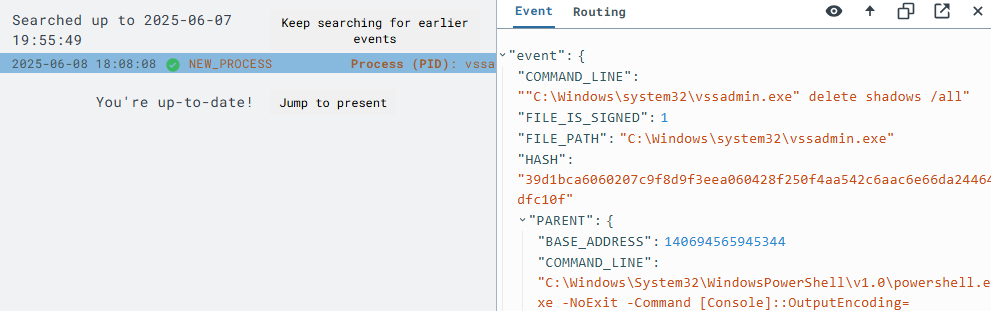 Searched up to 2025-06-07
19:55:49
Keep searching for earlier
events
2025-06-08 18:08:08 NEW_PROCESS Process (PID): vssa
You're up-to-date! Jump to present
Event Routing
"event": {
"COMMAND_LINE":
""C:\Windows\system32\vssadmin.exe" delete shadows /all"
"FILE_IS_SIGNED": 1
"FILE_PATH": "C:\Windows\system32\vssadmin.exe"
"HASH":
"39d1bca6060207c9f8d9f3eea060428f250f4aa542c6aac6e66da24464
dfc10f"
"PARENT": {
"BASE_ADDRESS": 140694565945344
"COMMAND_LINE":
"C:\Windows\System32\WindowsPowerShell\v1.0\powershell.e
xe -NoExit -Command [Console]::OutputEncoding=